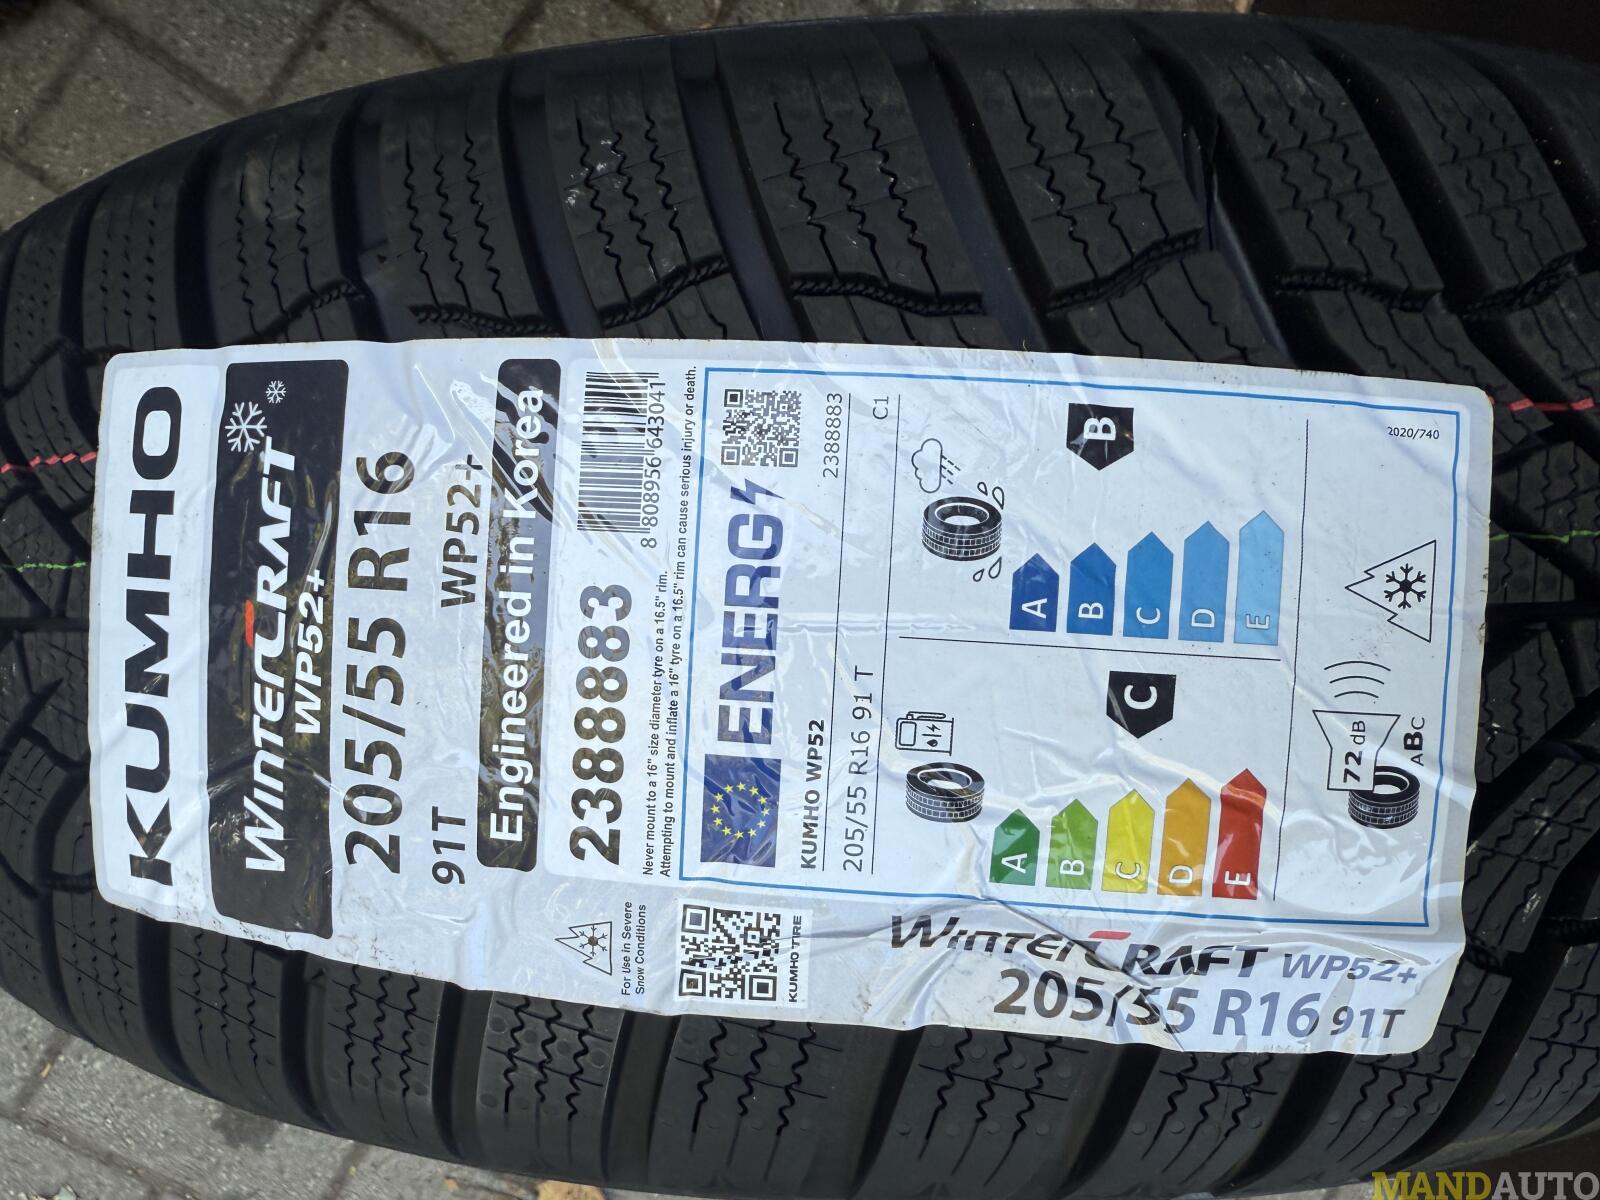 KUMHO
WINTERCRAFT
WP52+
205/55 R16
91T
WP52+
Engineered in Korea
2388883
8 808956 643041
Never mount to a 16" size diameter tyre on a 16.5" rim.
Attempting to mount and inflate a 16" tyre on a 16.5" rim can cause serious injury or death.
ENERG
KUMHO WP52
2388883
205/55 R16 91 T
C1
A
B
C
D
E
C
A
B
C
D
E
B
72 dB
ABC
2020/740
For Use in Severe
Snow Conditions
KUMHO TIRE
WINTERCRAFT WP52+
205/55 R16 91T
MANDAUTO